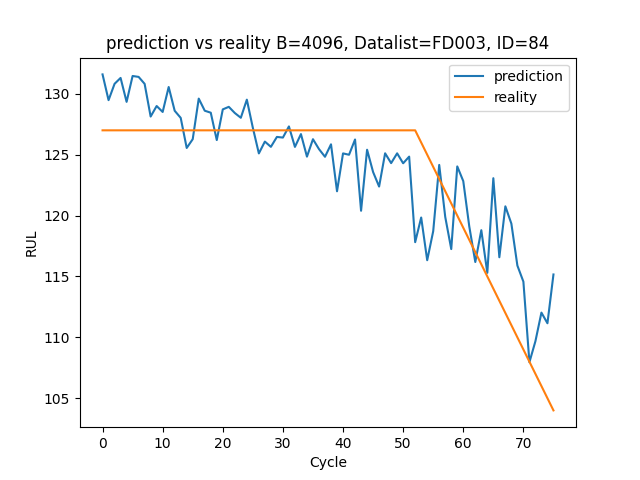 prediction vs reality B=4096, Datalist=FD003, ID=84
prediction
reality
130
125
120
115
110
105
RUL
0 10 20 30 40 50 60 70
Cycle